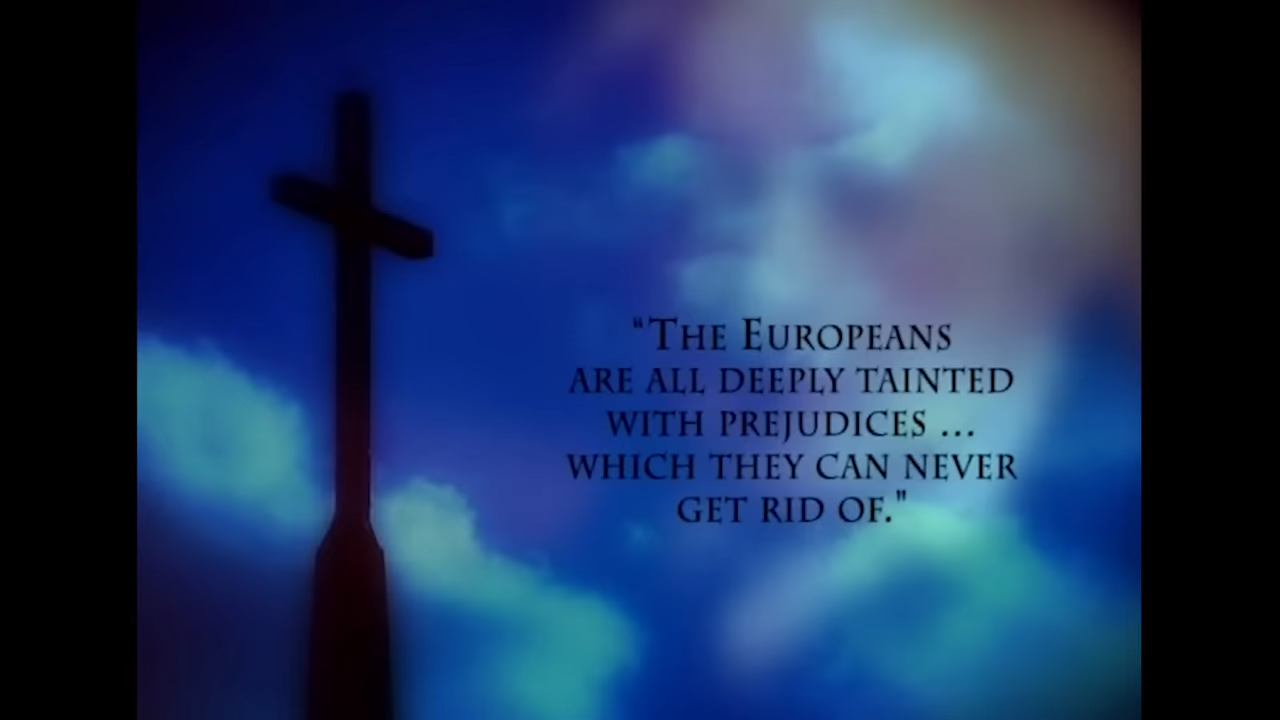 "THE EUROPEANS
ARE ALL DEEPLY TAINTED
WITH PREJUDICES ...
WHICH THEY CAN NEVER
GET RID OF."